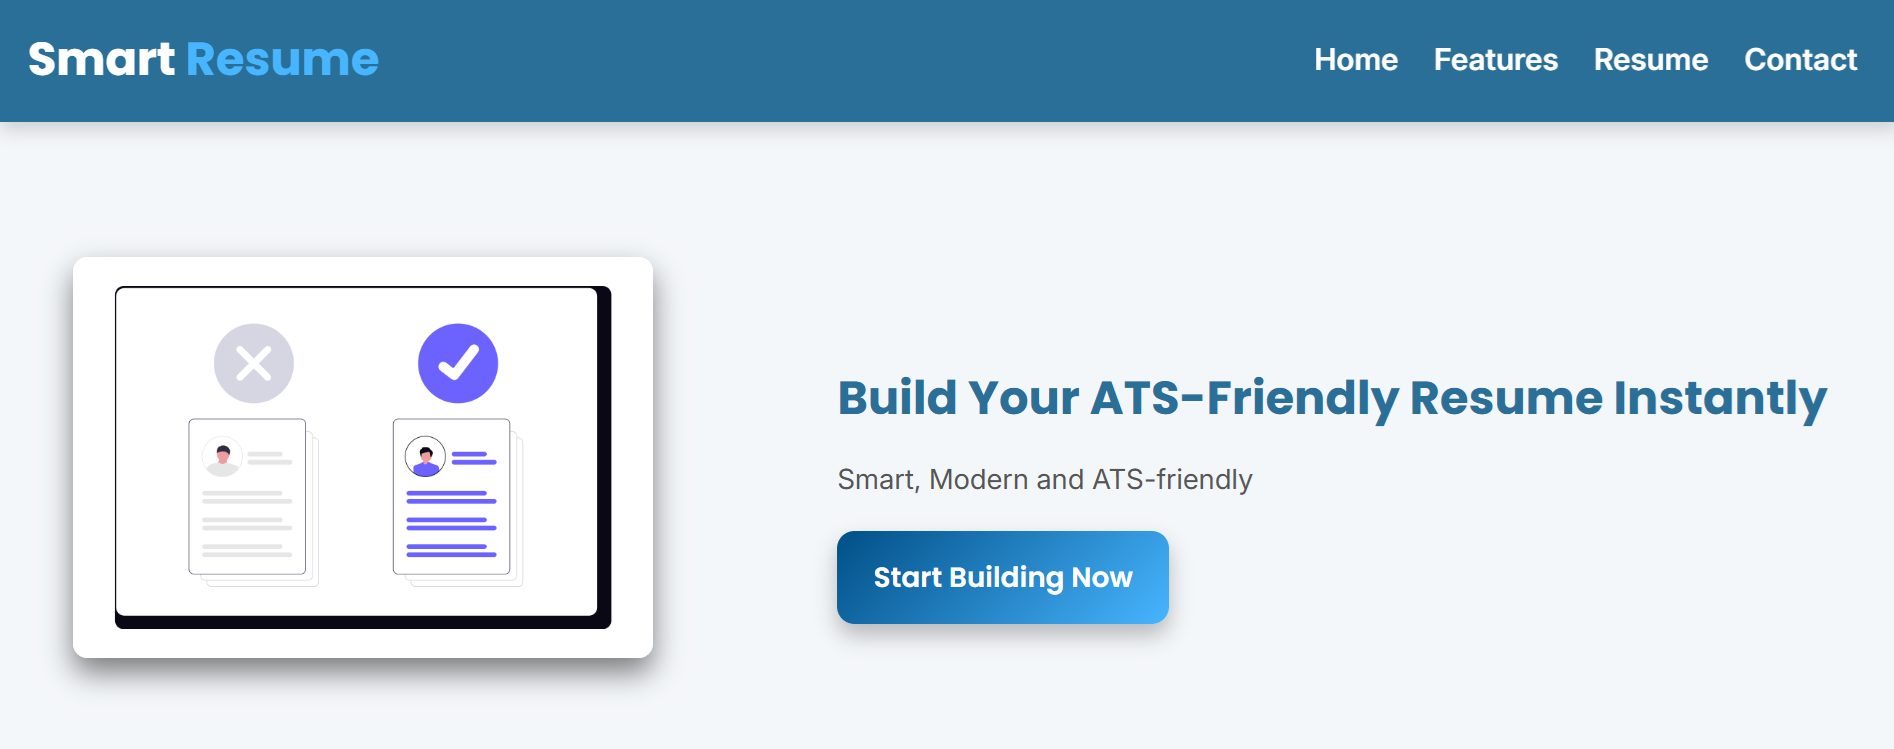 Smart Resume
Home Features Resume Contact
Build Your ATS-Friendly Resume Instantly
Smart, Modern and ATS-friendly
Start Building Now